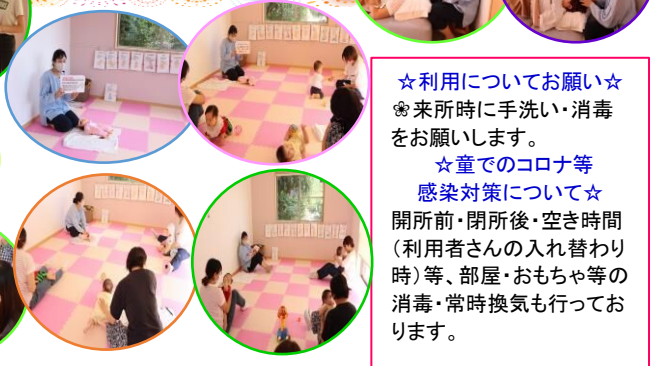 ☆利用についてお願い☆
❀来所時に手洗い・消毒
をお願いします。
☆童でのコロナ等
感染対策について☆
開所前・閉所後・空き時間
（利用者さんの入れ替わり
時）等、部屋・おもちゃ等の
消毒・常時換気も行ってお
ります。